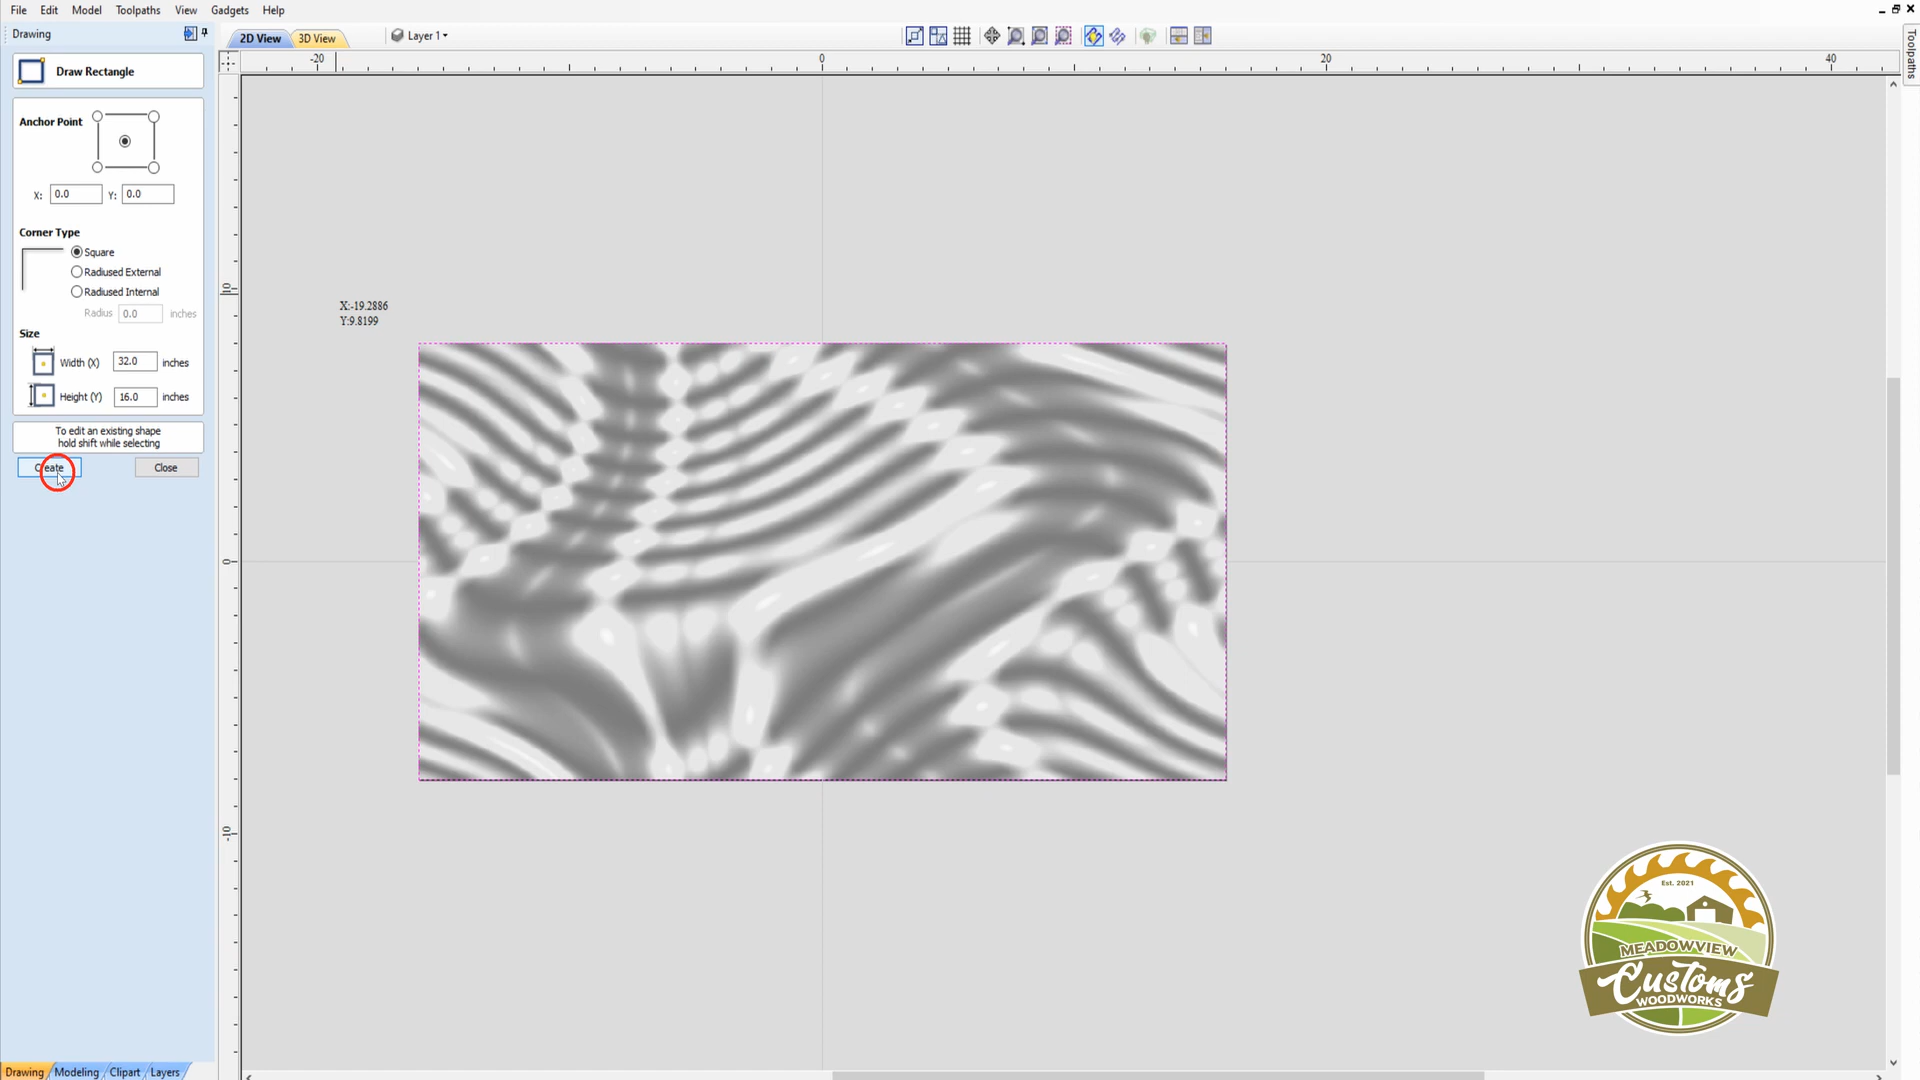 File Edit Model Toolpaths View Gadgets Help
Drawing
2D View 3D View Layer 1
Toolpaths
Draw Rectangle
-20 0 20 40
Anchor Point
X: 0.0 Y: 0.0
Corner Type
Square
Radiused External
Radiused Internal
Radius 0.0 inches
10
X:-19.2886
Y:9.8199
Size
Width (X) 32.0 inches
Height (Y) 16.0 inches
To edit an existing shape
hold shift while selecting
Create Close
0
-10
Est. 2021
MEADOWVIEW
Customs
WOODWORKS
Drawing Modeling Clipart Layers